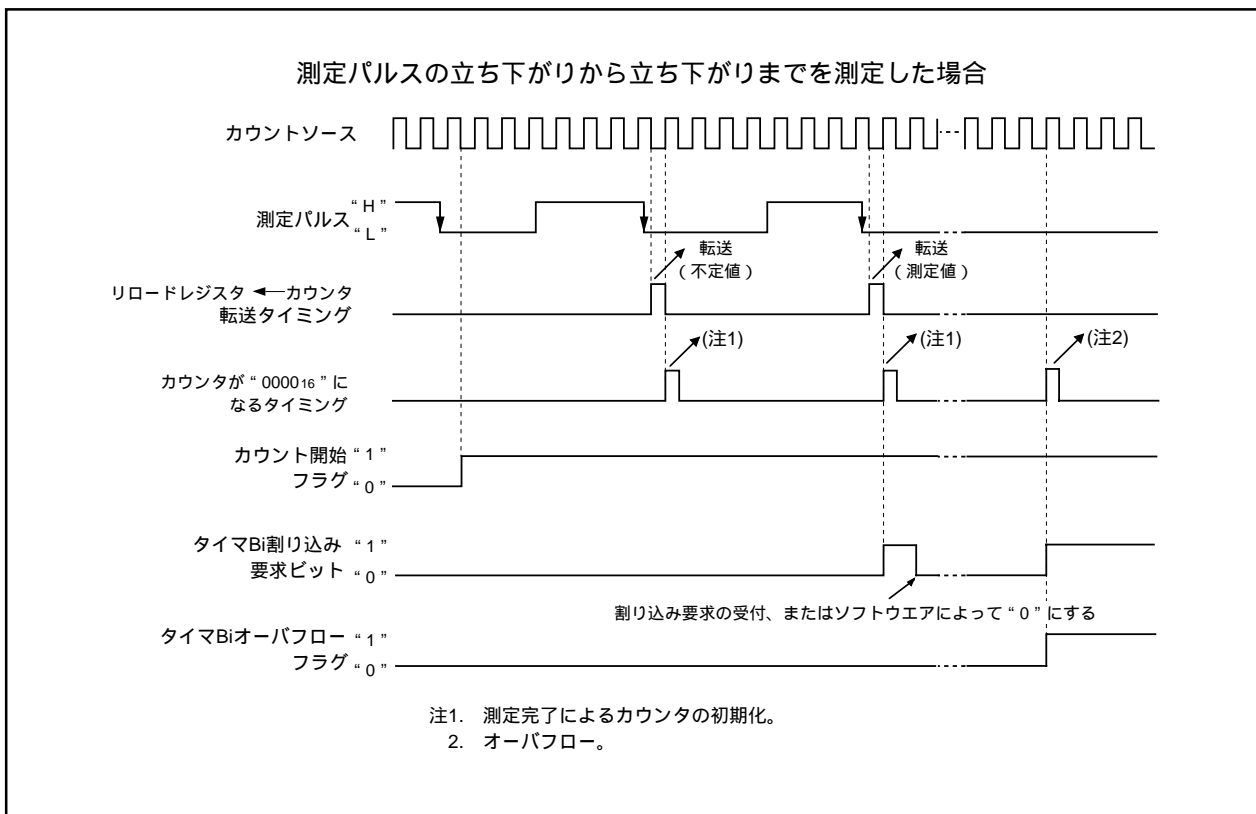 測定パルスの立ち下がりから立ち下がりまでを測定した場合
カウントソース
測定パルス
“ H ”
“ L ”
転送
( 不定値 )
転送
( 測定値 )
リロードレジスタ ←カウンタ
転送タイミング
(注1)
(注1)
(注2)
カウンタが “ 000016 ” に
なるタイミング
カウント開始 “ 1 ”
フラグ “ 0 ”
タイマBi割り込み “ 1 ”
要求ビット “ 0 ”
割り込み要求の受付、またはソフトウエアによって “ 0 ” にする
タイマBiオーバフロー “ 1 ”
フラグ “ 0 ”
注1. 測定完了によるカウンタの初期化。
2. オーバフロー。